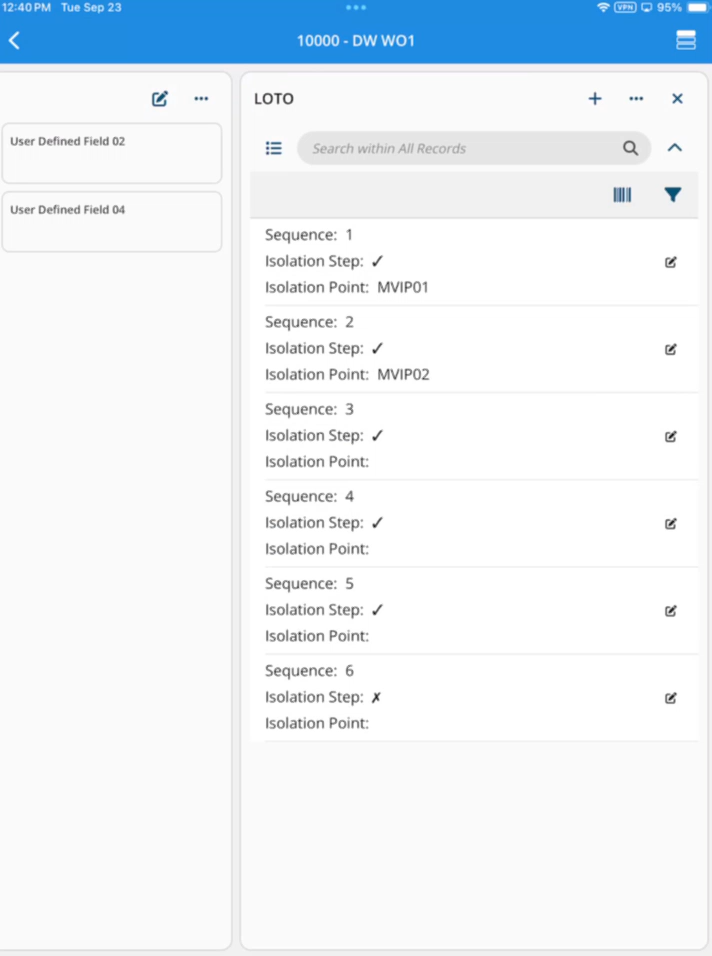 12:40 PM Tue Sep 23
VPN 95%
10000 - DW WO1
User Defined Field 02
User Defined Field 04
LOTO
Search within All Records
Sequence: 1
Isolation Step: ✓
Isolation Point: MVIP01
Sequence: 2
Isolation Step: ✓
Isolation Point: MVIP02
Sequence: 3
Isolation Step: ✓
Isolation Point:
Sequence: 4
Isolation Step: ✓
Isolation Point:
Sequence: 5
Isolation Step: ✓
Isolation Point:
Sequence: 6
Isolation Step: ✗
Isolation Point: